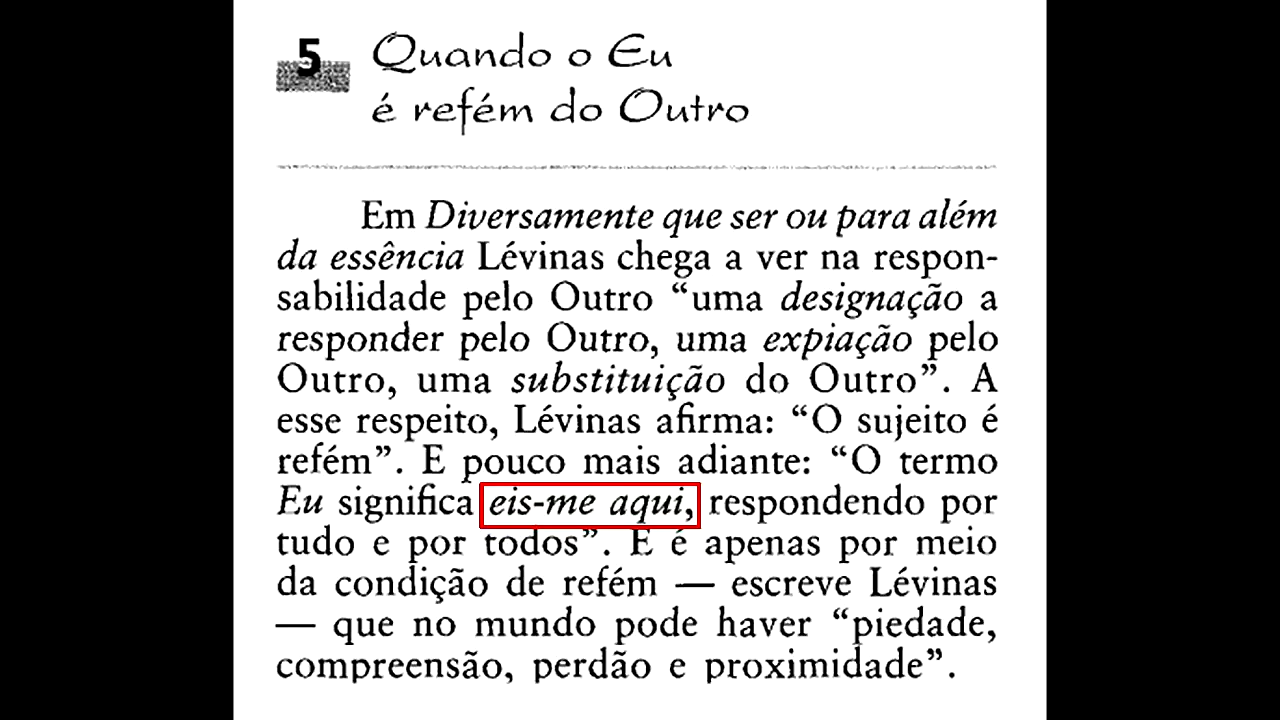 5 Quando o Eu
é refém do Outro
Em Diversamente que ser ou para além
da essência Lévinas chega a ver na respon-
sabilidade pelo Outro “uma designação a
responder pelo Outro, uma expiação pelo
Outro, uma substituição do Outro”. A
esse respeito, Lévinas afirma: “O sujeito é
refém”. E pouco mais adiante: “O termo
Eu significa eis-me aqui, respondendo por
tudo e por todos”. E é apenas por meio
da condição de refém — escreve Lévinas
— que no mundo pode haver “piedade,
compreensão, perdão e proximidade”.